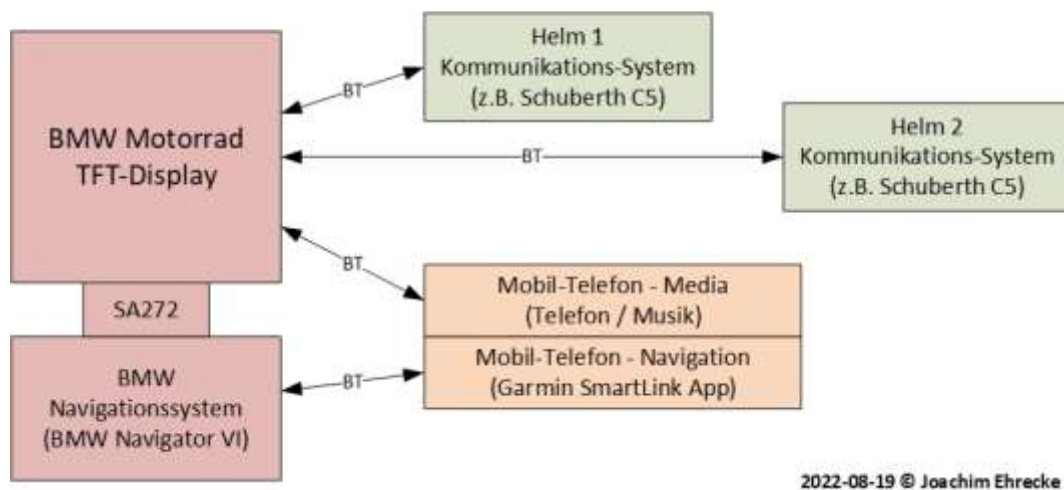 BMW Motorrad
TFT-Display
BT
Helm 1
Kommunikations-System
(z.B. Schuberth C5)
BT
Helm 2
Kommunikations-System
(z.B. Schuberth C5)
BT
Mobil-Telefon - Media
(Telefon / Musik)
SA272
BMW
Navigationssystem
(BMW Navigator VI)
BT
Mobil-Telefon - Navigation
(Garmin SmartLink App)
2022-08-19 © Joachim Ehrecke